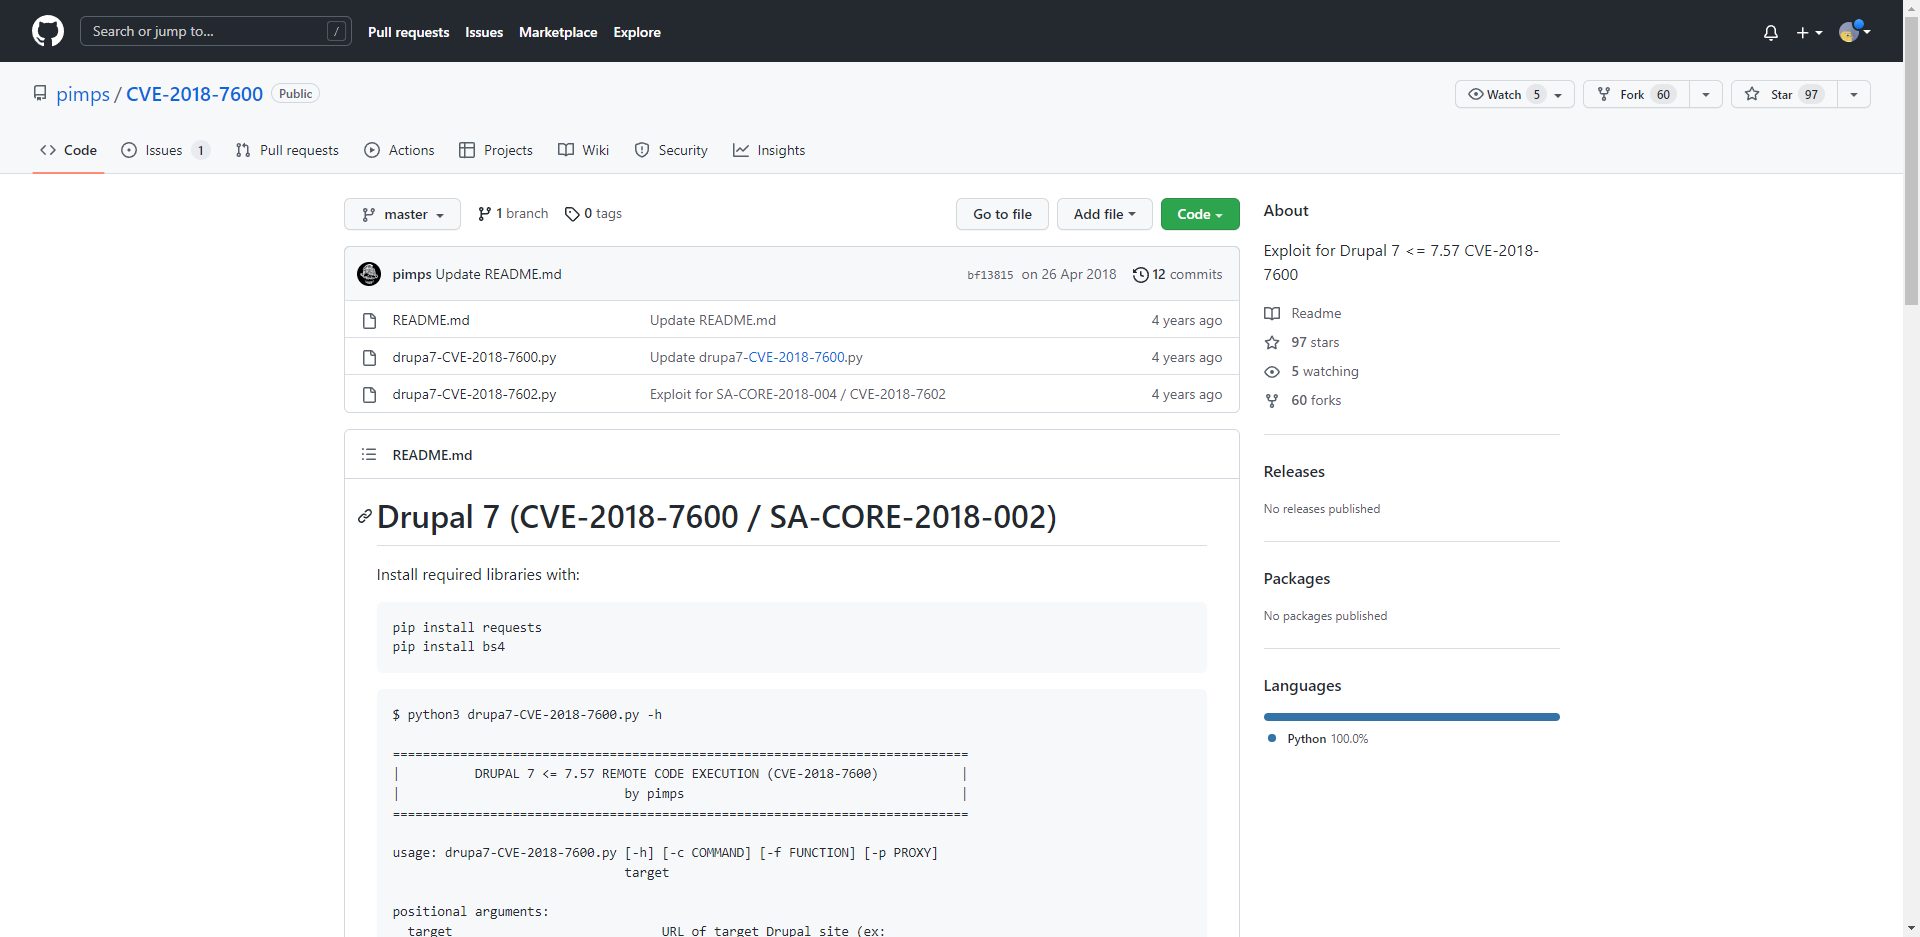 Search or jump to... /
Pull requests Issues Marketplace Explore
pimps / CVE-2018-7600 Public
Watch 5 Fork 60 Star 97
Code Issues 1 Pull requests Actions Projects Wiki Security Insights
master 1 branch 0 tags Go to file Add file Code
pimps Update README.md bf13815 on 26 Apr 2018 12 commits
README.md Update README.md 4 years ago
drupa7-CVE-2018-7600.py Update drupa7-CVE-2018-7600.py 4 years ago
drupa7-CVE-2018-7602.py Exploit for SA-CORE-2018-004 / CVE-2018-7602 4 years ago
README.md
Drupal 7 (CVE-2018-7600 / SA-CORE-2018-002)
Install required libraries with:
pip install requests
pip install bs4
$ python3 drupa7-CVE-2018-7600.py -h
=============================================================================
| DRUPAL 7 <= 7.57 REMOTE CODE EXECUTION (CVE-2018-7600) |
| by pimps |
=============================================================================
usage: drupa7-CVE-2018-7600.py [-h] [-c COMMAND] [-f FUNCTION] [-p PROXY]
target
positional arguments:
target URL of target Drupal site (ex:
About
Exploit for Drupal 7 <= 7.57 CVE-2018-
7600
Readme
97 stars
5 watching
60 forks
Releases
No releases published
Packages
No packages published
Languages
Python 100.0%